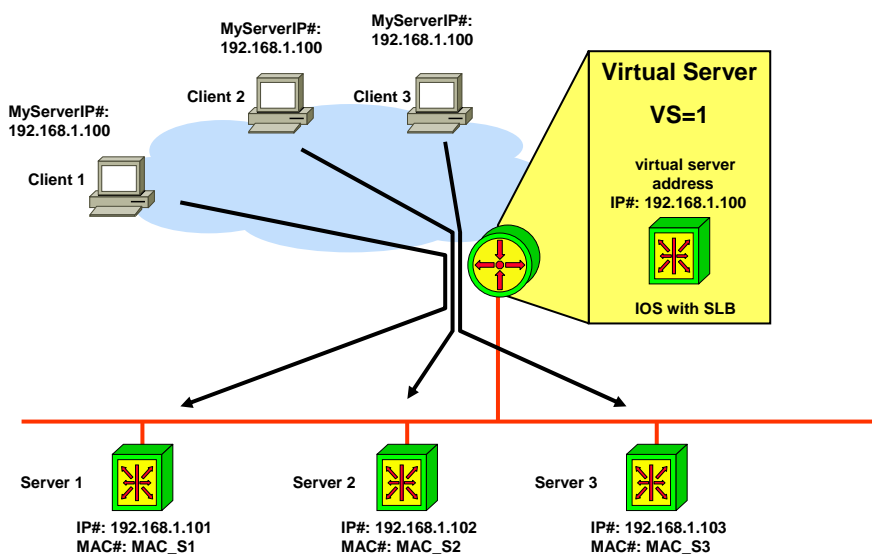 MyServerIP#:
192.168.1.100
MyServerIP#:
192.168.1.100
MyServerIP#:
192.168.1.100
Client 1
Client 2
Client 3
Virtual Server
VS=1
virtual server
address
IP#: 192.168.1.100
IOS with SLB
Server 1
IP#: 192.168.1.101
MAC#: MAC_S1
Server 2
IP#: 192.168.1.102
MAC#: MAC_S2
Server 3
IP#: 192.168.1.103
MAC#: MAC_S3